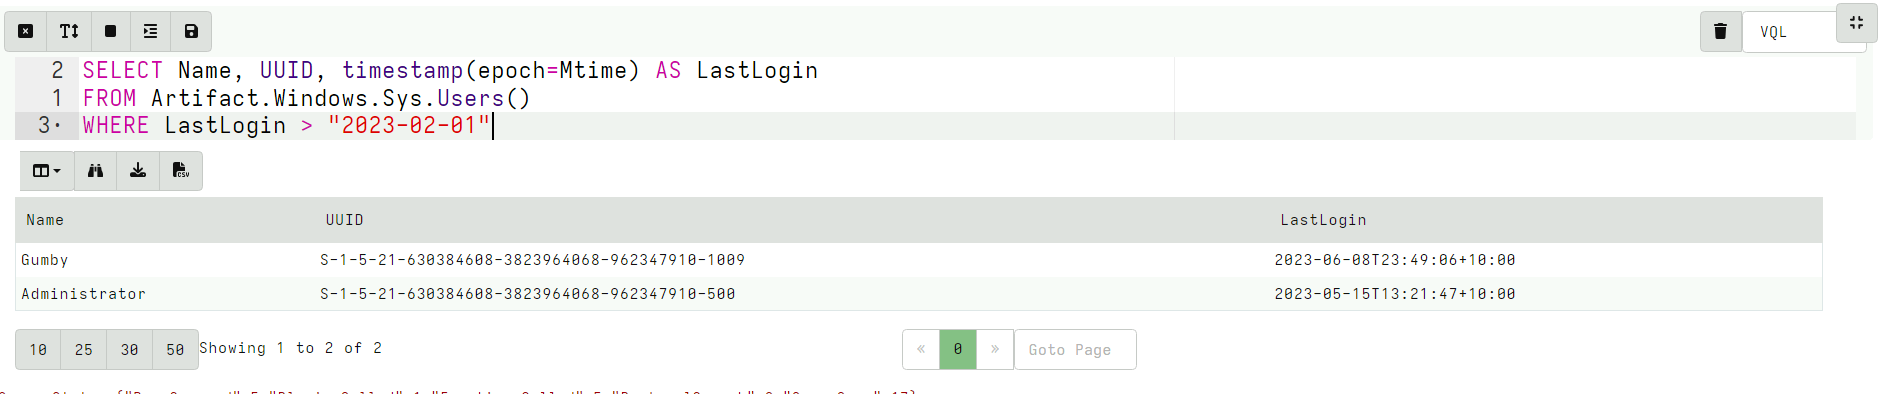 VQL
2 SELECT Name, UUID, timestamp(epoch=Mtime) AS LastLogin
1 FROM Artifact.Windows.Sys.Users()
3· WHERE LastLogin > "2023-02-01"
Name UUID LastLogin
Gumby S-1-5-21-630384608-3823964068-962347910-1009 2023-06-08T23:49:06+10:00
Administrator S-1-5-21-630384608-3823964068-962347910-500 2023-05-15T13:21:47+10:00
10 25 30 50 Showing 1 to 2 of 2 « 0 » Goto Page